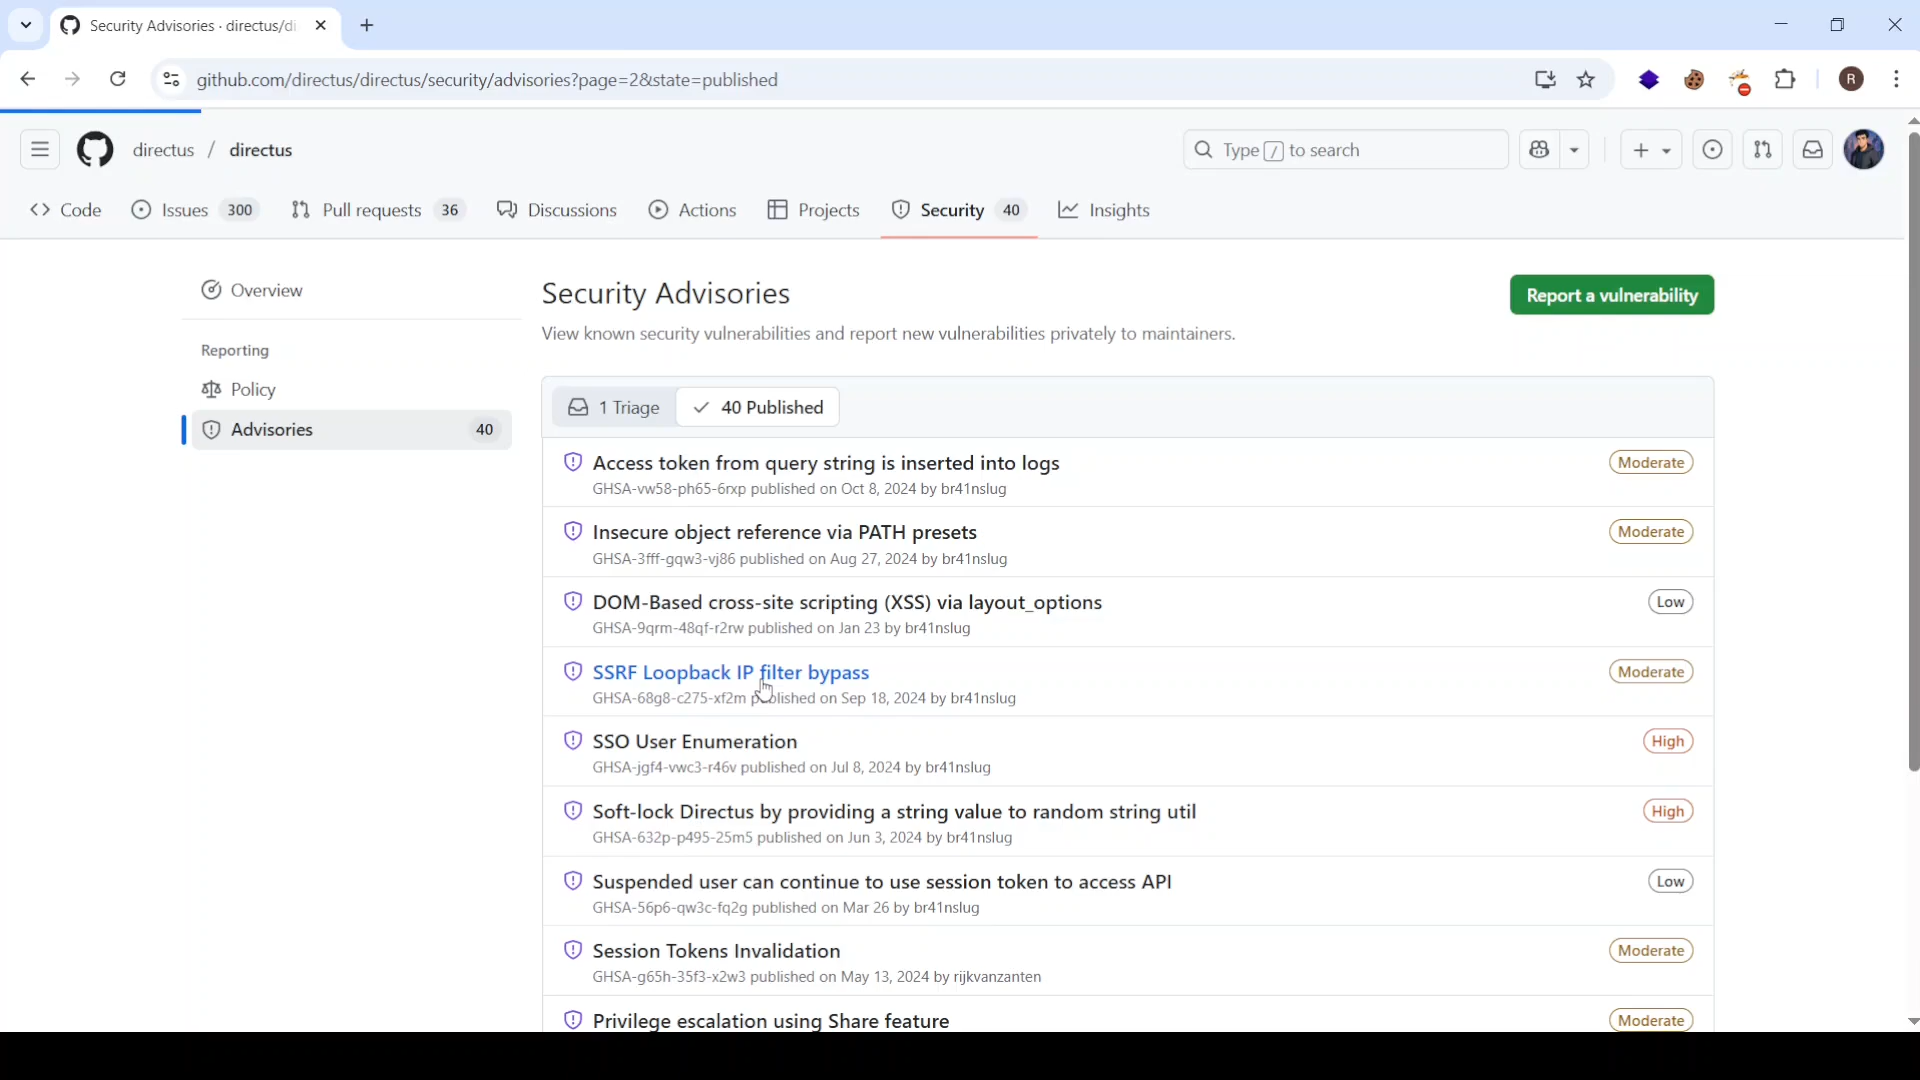 Security Advisories · directus/di
github.com/directus/directus/security/advisories?page=2&state=published
R
directus / directus
Type / to search
Code
Issues 300
Pull requests 36
Discussions
Actions
Projects
Security 40
Insights
Overview
Reporting
Policy
Advisories 40
Security Advisories
Report a vulnerability
View known security vulnerabilities and report new vulnerabilities privately to maintainers.
1 Triage
40 Published
Access token from query string is inserted into logs
Moderate
GHSA-vw58-ph65-6rxp published on Oct 8, 2024 by br41nslug
Insecure object reference via PATH presets
Moderate
GHSA-3fff-gqw3-vj86 published on Aug 27, 2024 by br41nslug
DOM-Based cross-site scripting (XSS) via layout_options
Low
GHSA-9qrm-48qf-r2rw published on Jan 23 by br41nslug
SSRF Loopback IP filter bypass
Moderate
GHSA-68g8-c275-xf2m published on Sep 18, 2024 by br41nslug
SSO User Enumeration
High
GHSA-jgf4-vwc3-r46v published on Jul 8, 2024 by br41nslug
Soft-lock Directus by providing a string value to random string util
High
GHSA-632p-p495-25m5 published on Jun 3, 2024 by br41nslug
Suspended user can continue to use session token to access API
Low
GHSA-56p6-qw3c-fq2g published on Mar 26 by br41nslug
Session Tokens Invalidation
Moderate
GHSA-g65h-35f3-x2w3 published on May 13, 2024 by rijkvanzanten
Privilege escalation using Share feature
Moderate